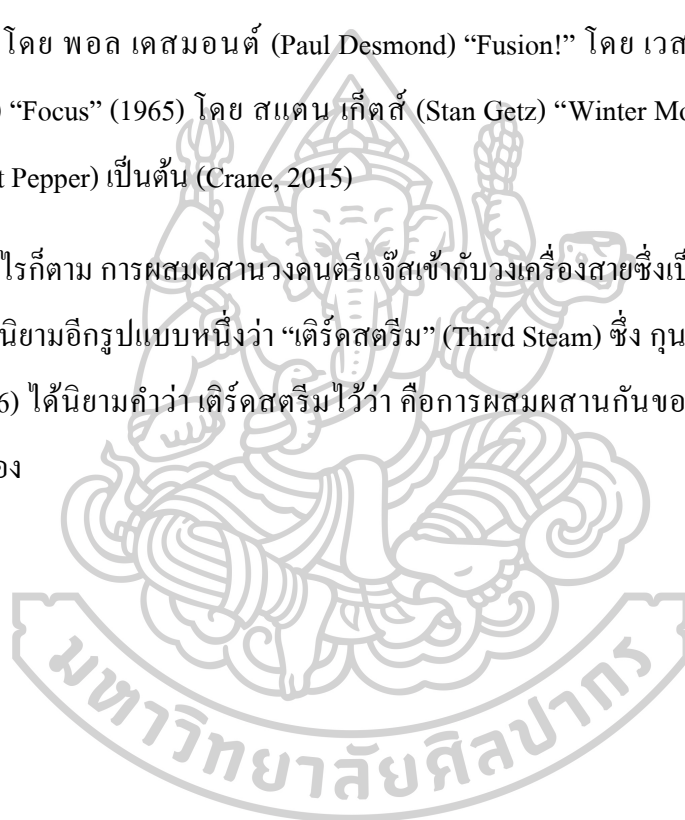 โดย พอล เดสมอนต์ (Paul Desmond) “Fusion!” โดย เวส
“Focus” (1965) โดย สแตน เก็ตส์ (Stan Getz) “Winter Mo
t Pepper) เป็นต้น (Crane, 2015)
ไรก็ตาม การผสมผสานวงดนตรีแจ๊สเข้ากับวงเครื่องสายซึ่งเป็
นิยามอีกรูปแบบหนึ่งว่า “เติร์ดสตรีม” (Third Steam) ซึ่ง กุน
6) ได้นิยามคำว่า เติร์ดสตรีมไว้ว่า คือการผสมผสานกันขอ
อง
มหาวิทยาลัยศิลปากร